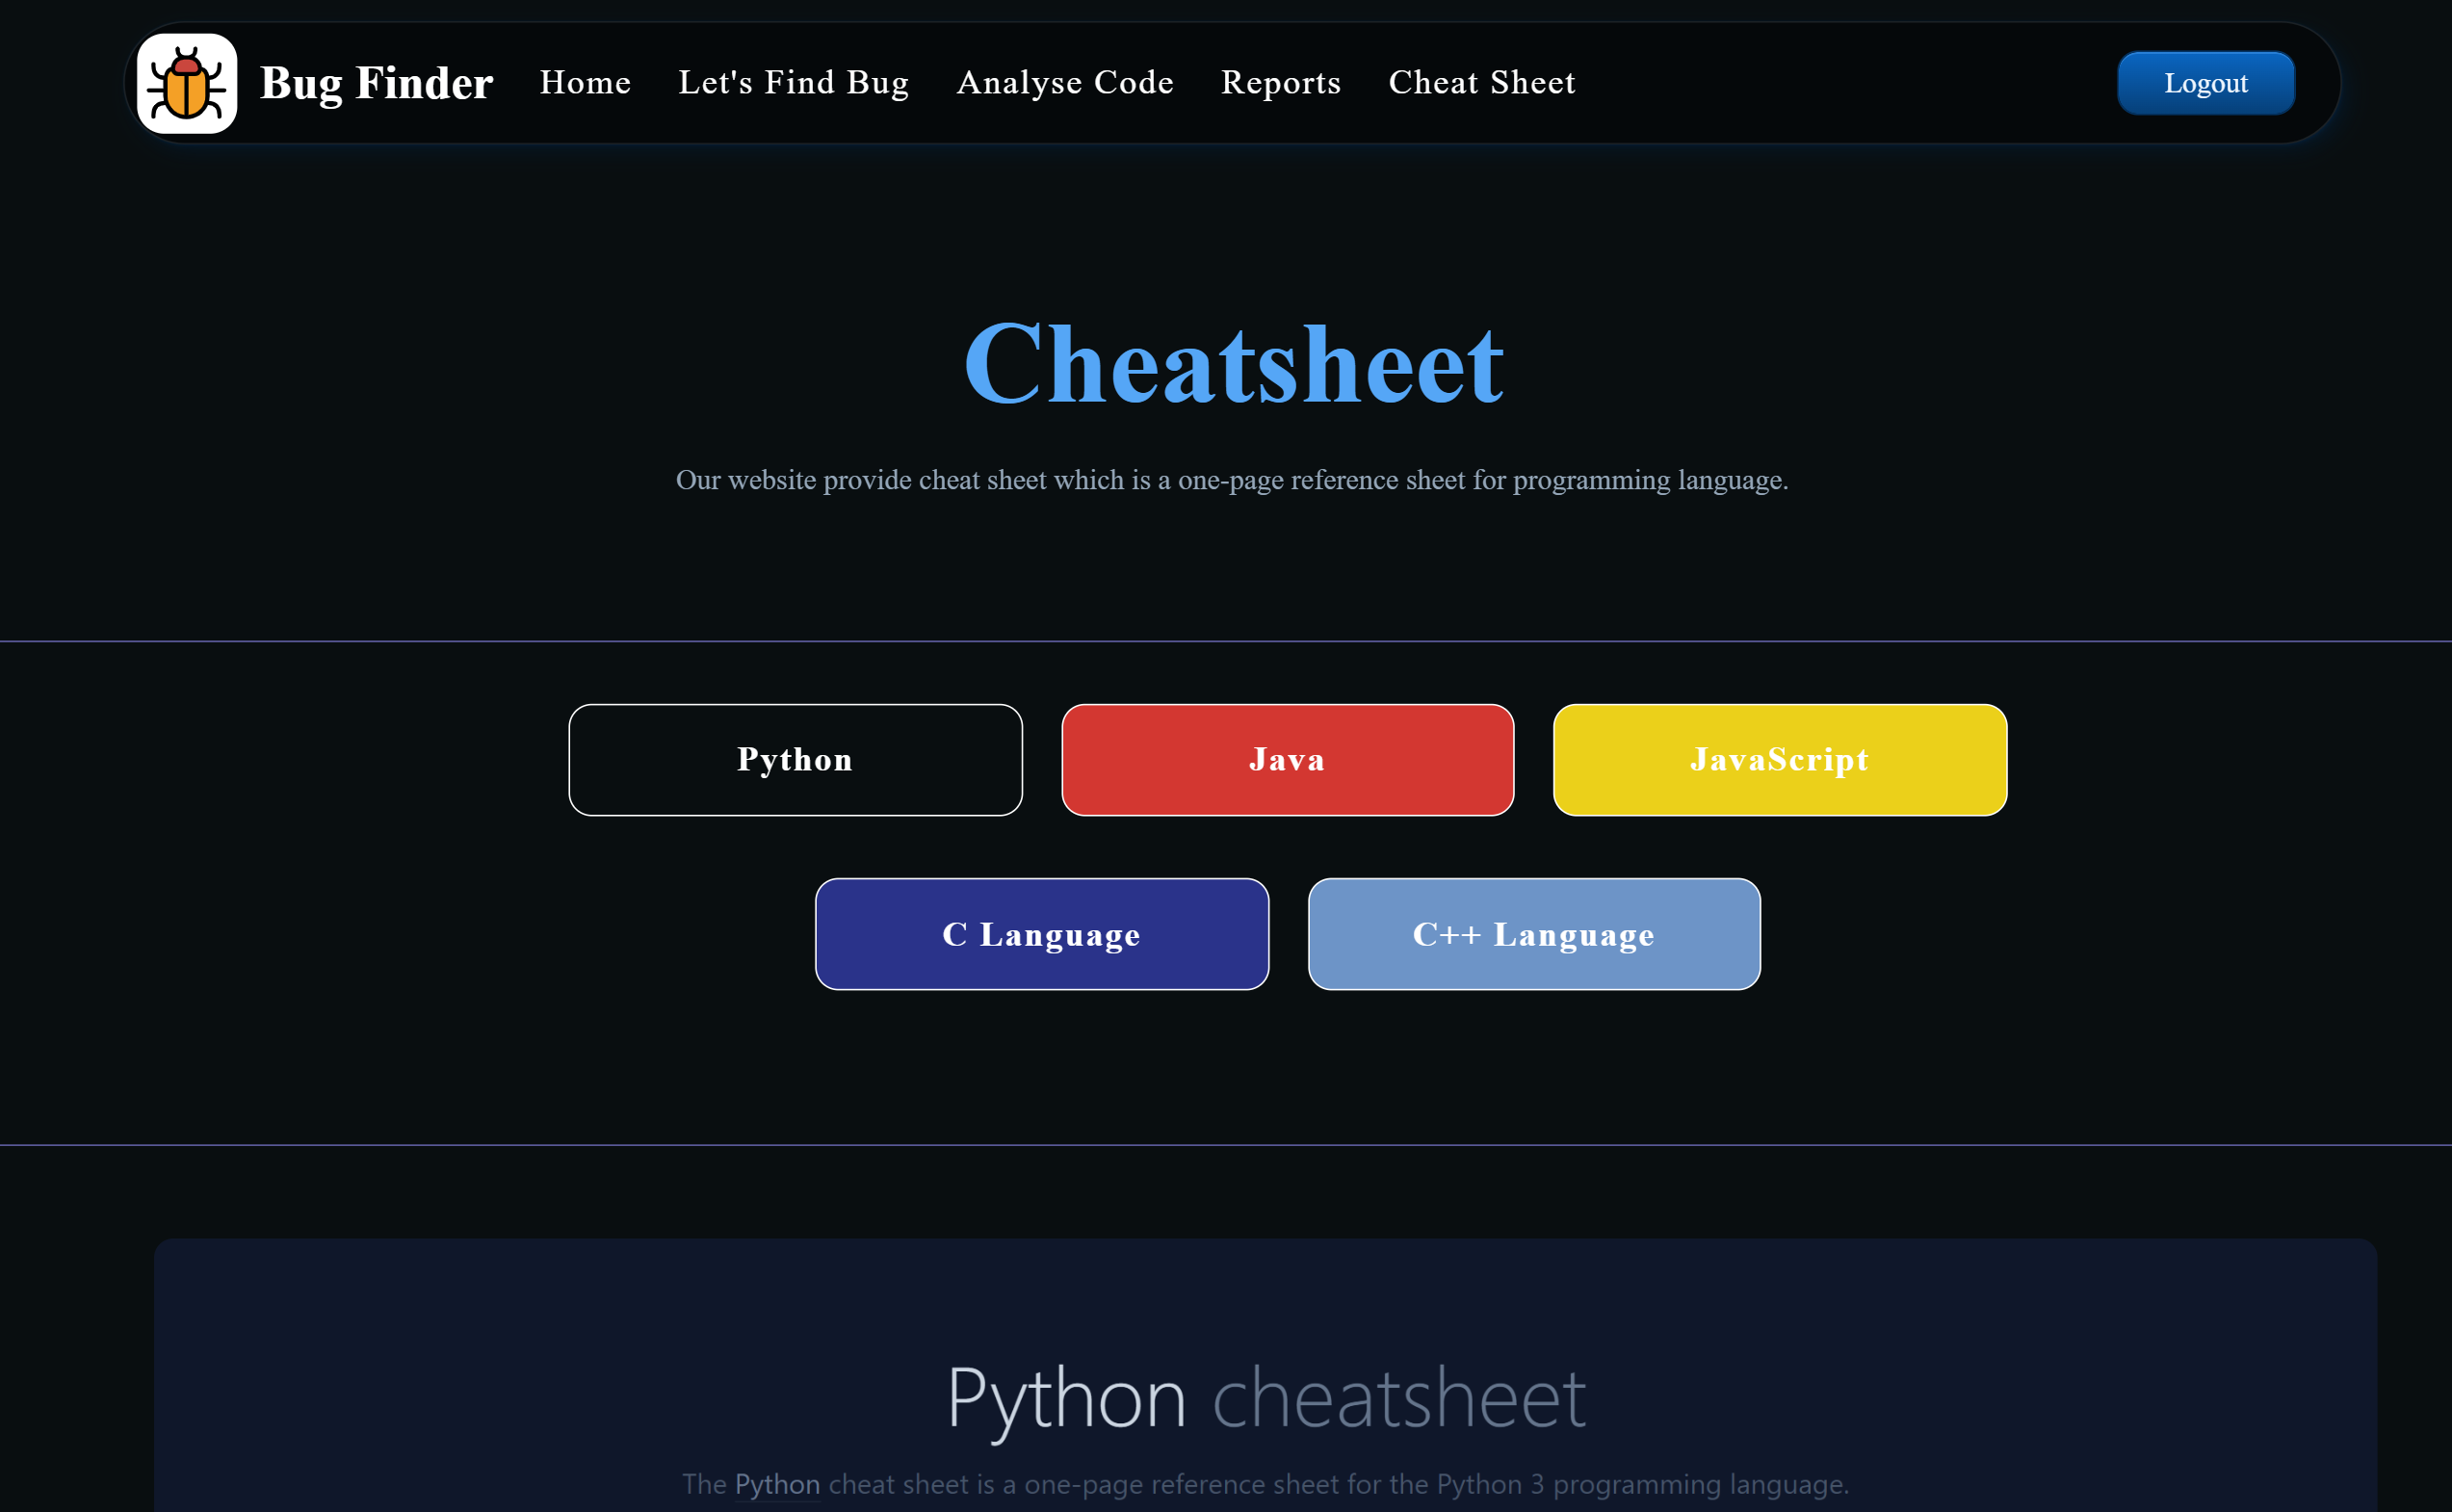 Bug Finder Home Let's Find Bug Analyse Code Reports Cheat Sheet Logout
Cheatsheet
Our website provide cheat sheet which is a one-page reference sheet for programming language.
Python Java JavaScript
C Language C++ Language
Python cheatsheet
The Python cheat sheet is a one-page reference sheet for the Python 3 programming language.